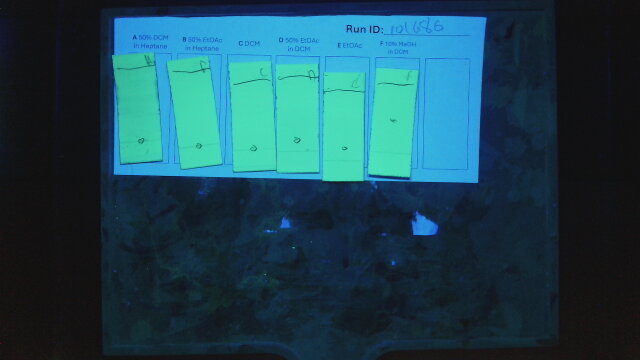 Run ID: 101686
A 50% DCM in Heptane
B 50% EtOAc in Heptane
C DCM
D 50% EtOAc in DCM
E EtOAc
F 10% MeOH in DCM
A
C